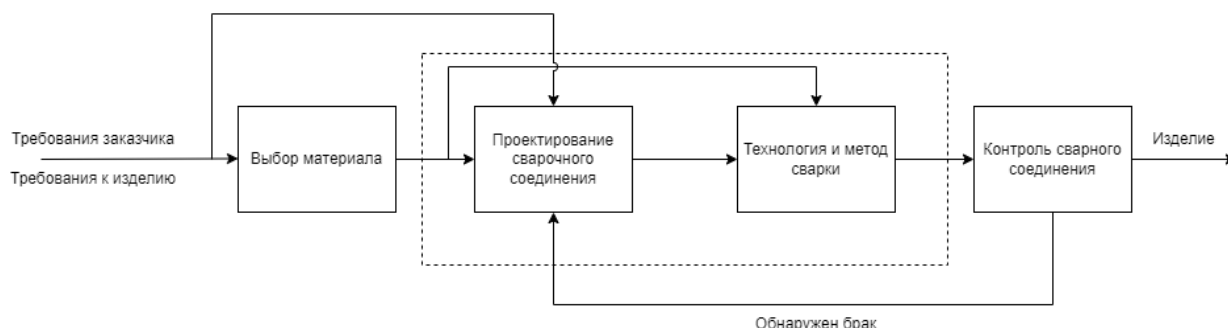 Требования заказчика
Требования к изделию
Выбор материала
Проектирование
сварочного
соединения
Технология и метод
сварки
Контроль сварного
соединения
Изделие
Обнаружен брак